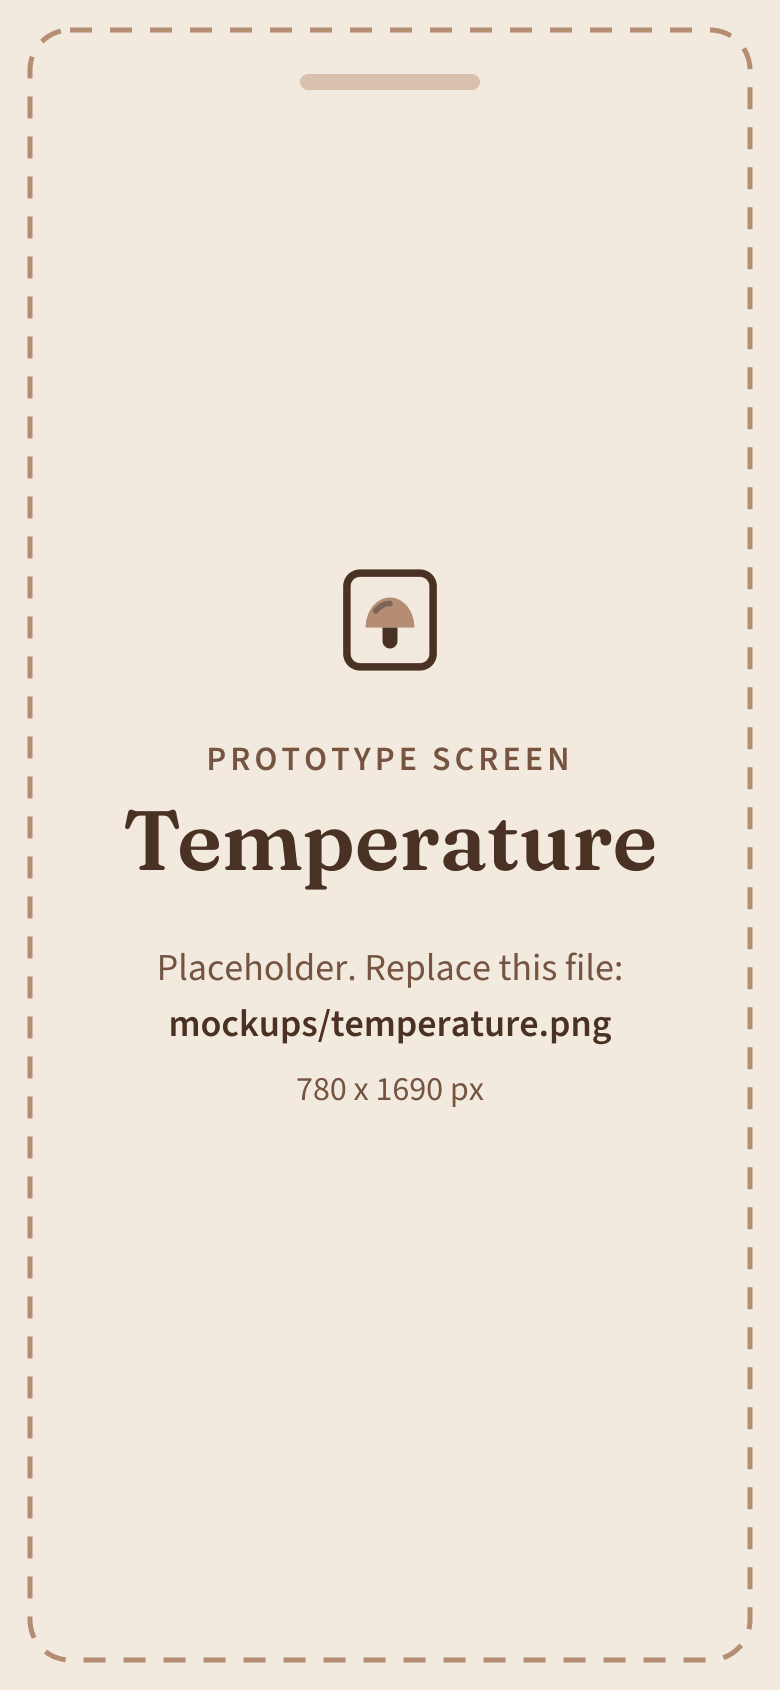 PROTOTYPE SCREEN
Temperature
Placeholder. Replace this file:
mockups/temperature.png
780 x 1690 px